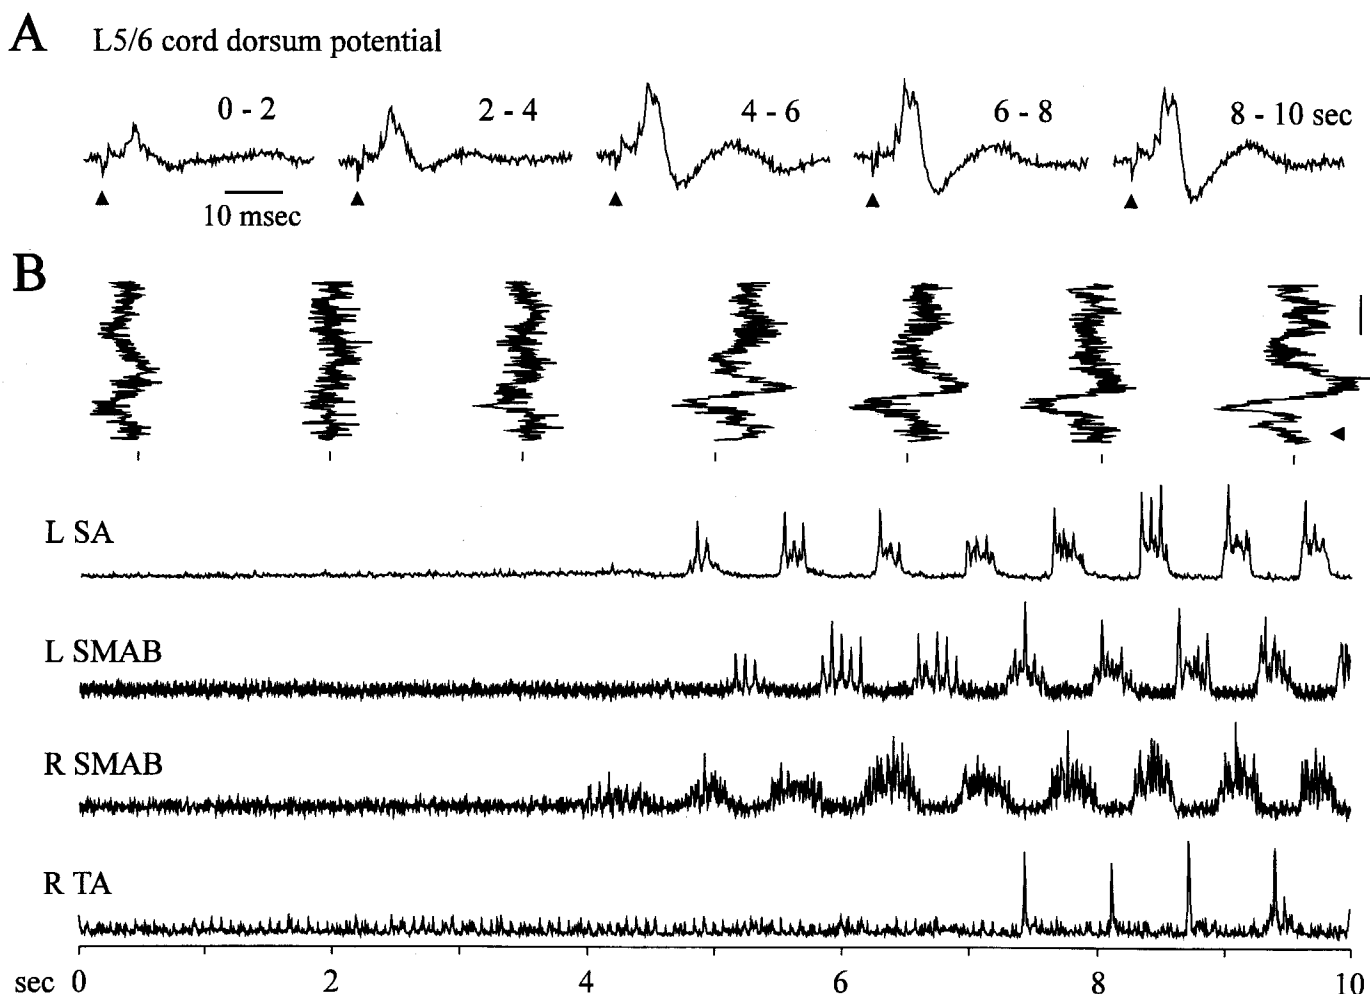 A L5/6 cord dorsum potential
0 - 2 2 - 4 4 - 6 6 - 8 8 - 10 sec
10 msec
B
L SA
L SMAB
R SMAB
R TA
sec 0 2 4 6 8 10